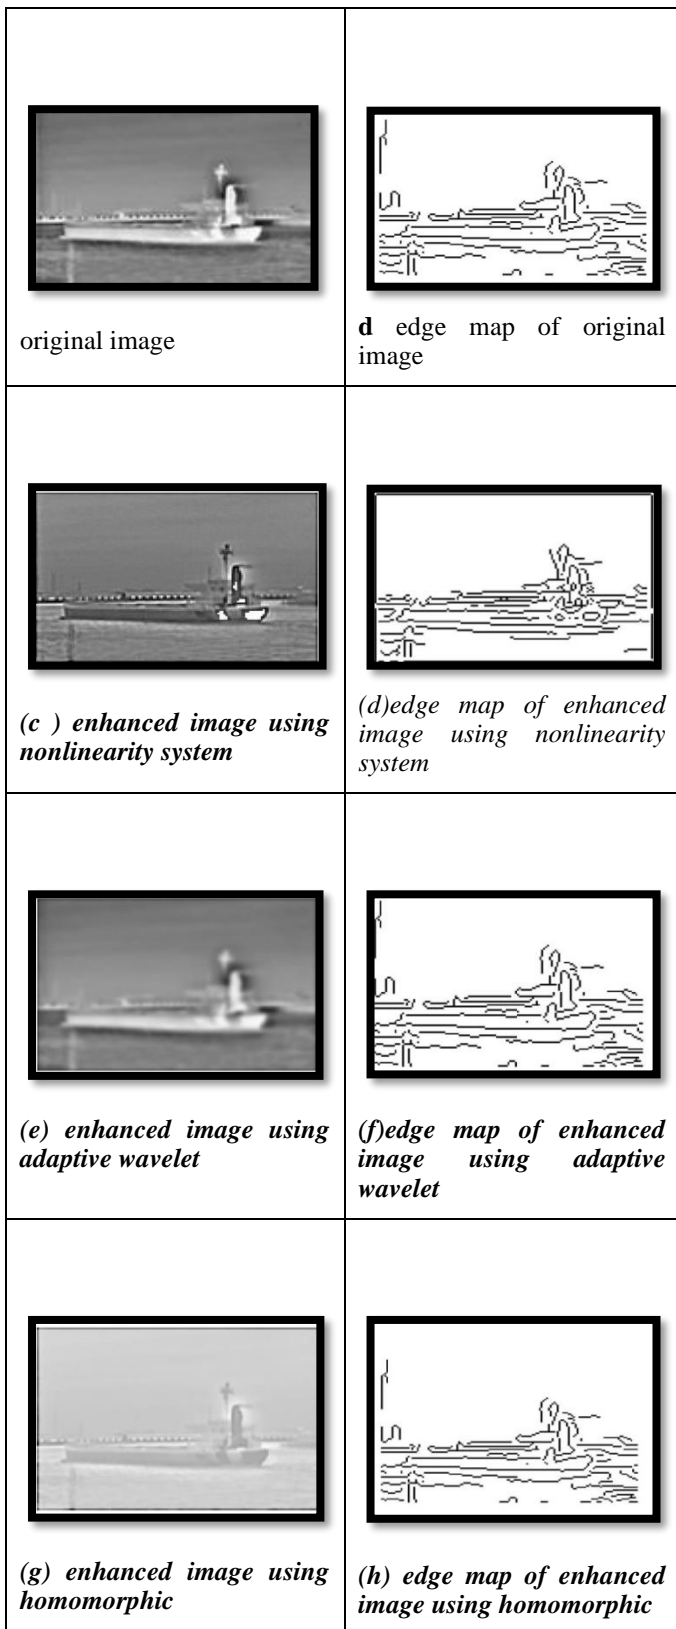 original image
d edge map of original
image
(c ) enhanced image using
nonlinearity system
(d)edge map of enhanced
image using nonlinearity
system
(e) enhanced image using
adaptive wavelet
(f)edge map of enhanced
image using adaptive
wavelet
(g) enhanced image using
homomorphic
(h) edge map of enhanced
image using homomorphic